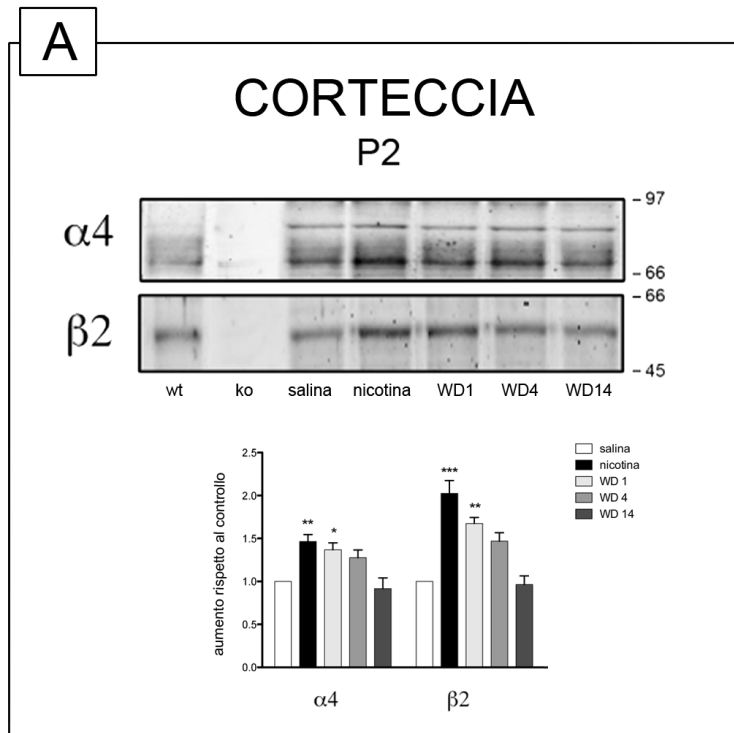 A
CORTECCIA
P2
α4
- 97
- 66
β2
- 66
- 45
wt ko salina nicotina WD1 WD4 WD14
aumento rispetto al controllo
2.5
2.0
1.5
1.0
0.5
0.0
** *
*** **
α4 β2
salina
nicotina
WD 1
WD 4
WD 14